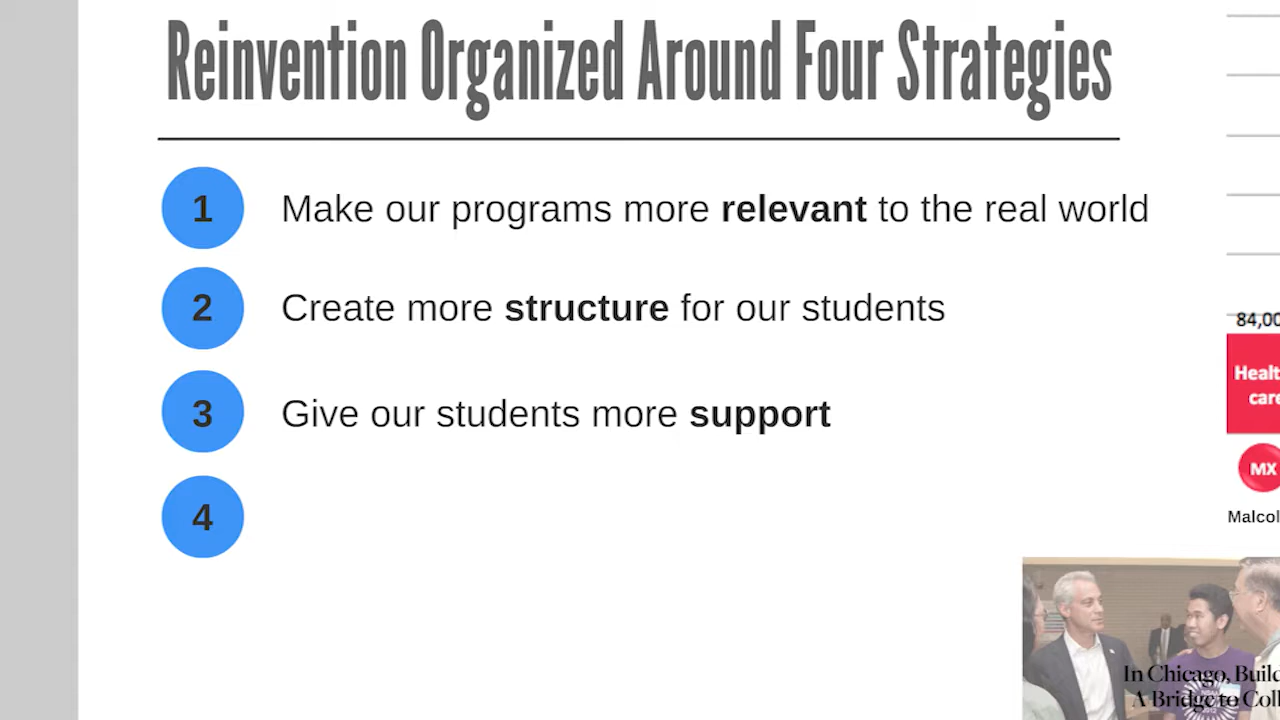 Reinvention Organized Around Four Strategies
1 Make our programs more relevant to the real world
2 Create more structure for our students
3 Give our students more support
4
84,00
Healt
care
MX
Malcol
In Chicago, Build
A Bridge to Coll